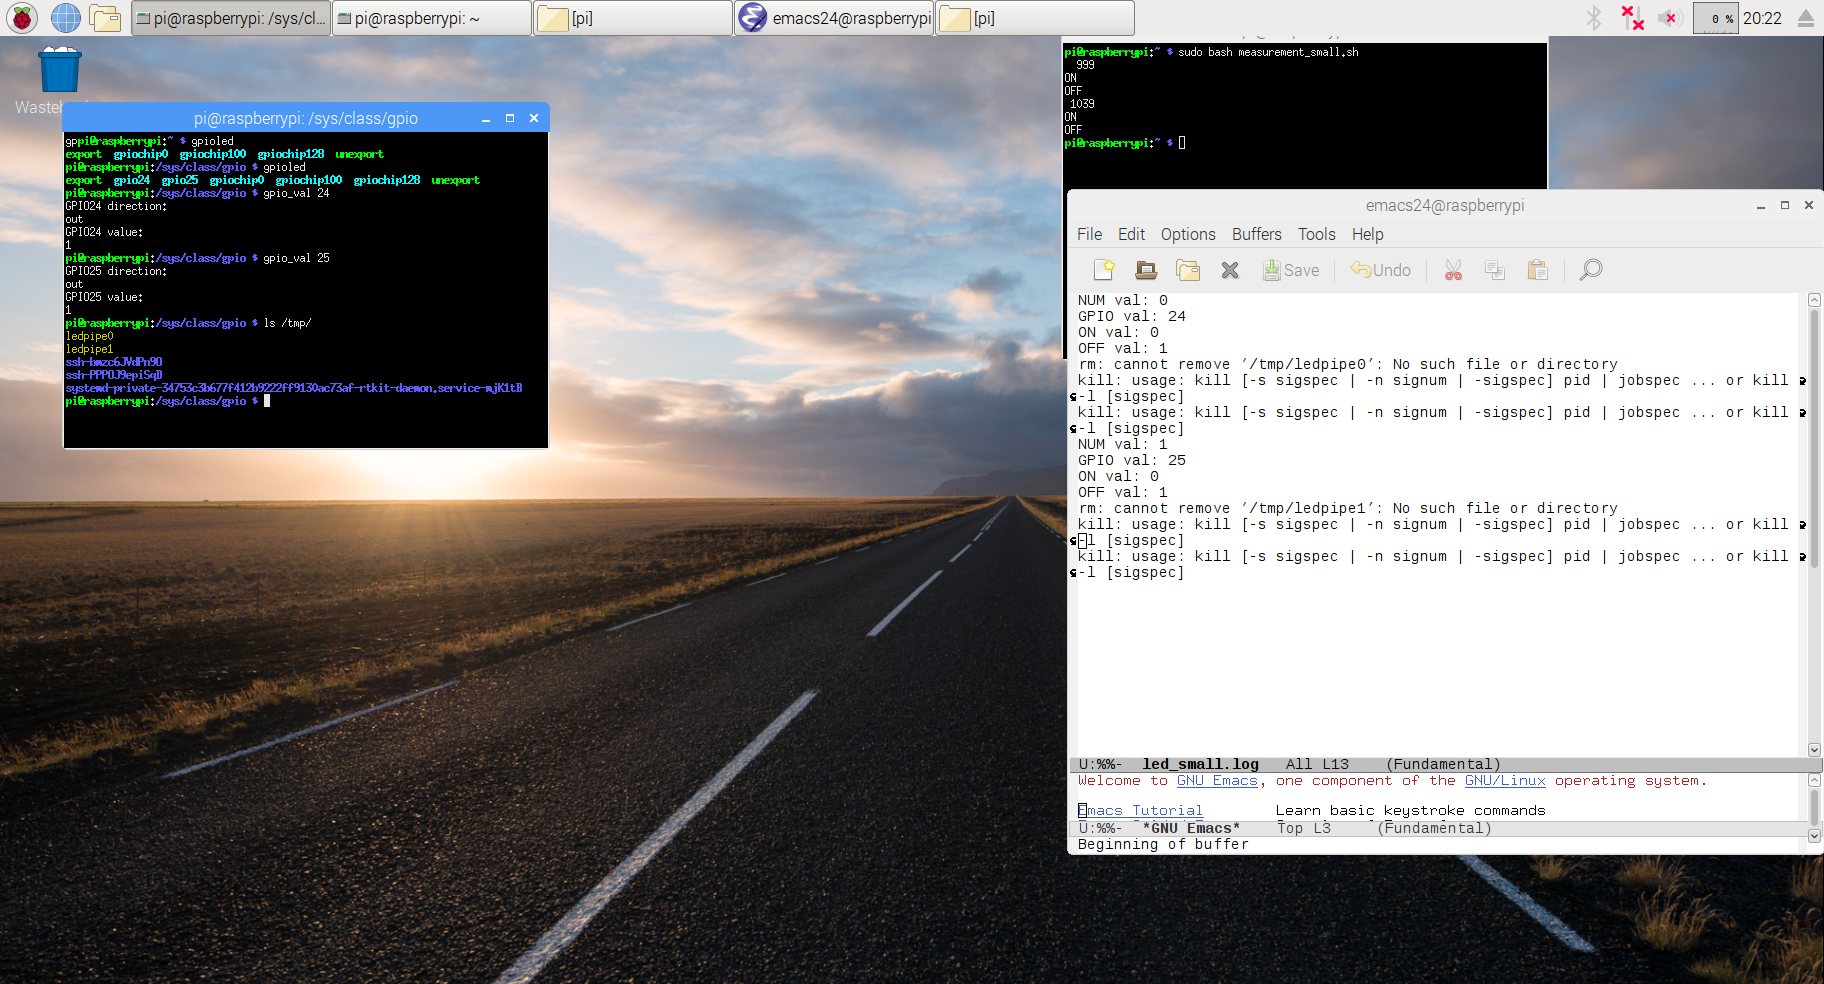 pi@raspberrypi: /sys/cl...
pi@raspberrypi: ~
[pi]
emacs24@raspberrypi
[pi]
0 %
20:22
pi@raspberrypi: /sys/class/gpio
gppi@raspberrypi:~ $ gpioled
export  gpiochip0  gpiochip100  gpiochip128  unexport
pi@raspberrypi:/sys/class/gpio $ gpioled
export  gpio24  gpio25  gpiochip0  gpiochip100  gpiochip128  unexport
pi@raspberrypi:/sys/class/gpio $ gpio_val 24
GPIO24 direction:
out
GPIO24 value:
1
pi@raspberrypi:/sys/class/gpio $ gpio_val 25
GPIO25 direction:
out
GPIO25 value:
1
pi@raspberrypi:/sys/class/gpio $ ls /tmp/
ledpipe0
ledpipe1
ssh-bmzc6JVdPn9O
ssh-PPPOJ9epiSqD
systemd-private-34753c3b677f412b9222ff9130ac73af-rtkit-daemon.service-mjK1tB
pi@raspberrypi:/sys/class/gpio $
pi@raspberrypi:~ $ sudo bash measurement_small.sh
999
ON
OFF
1039
ON
OFF
pi@raspberrypi:~ $
emacs24@raspberrypi
File Edit Options Buffers Tools Help
Save Undo
NUM val: 0
GPIO val: 24
ON val: 0
OFF val: 1
rm: cannot remove '/tmp/ledpipe0': No such file or directory
kill: usage: kill [-s sigspec | -n signum | -sigspec] pid | jobspec ... or kill
-l [sigspec]
kill: usage: kill [-s sigspec | -n signum | -sigspec] pid | jobspec ... or kill
-l [sigspec]
NUM val: 1
GPIO val: 25
ON val: 0
OFF val: 1
rm: cannot remove '/tmp/ledpipe1': No such file or directory
kill: usage: kill [-s sigspec | -n signum | -sigspec] pid | jobspec ... or kill
-l [sigspec]
kill: usage: kill [-s sigspec | -n signum | -sigspec] pid | jobspec ... or kill
-l [sigspec]
U:%%-  led_small.log   All L13    (Fundamental)
Welcome to GNU Emacs, one component of the GNU/Linux operating system.
Emacs Tutorial        Learn basic keystroke commands
U:%%-  *GNU Emacs*    Top L3     (Fundamental)
Beginning of buffer